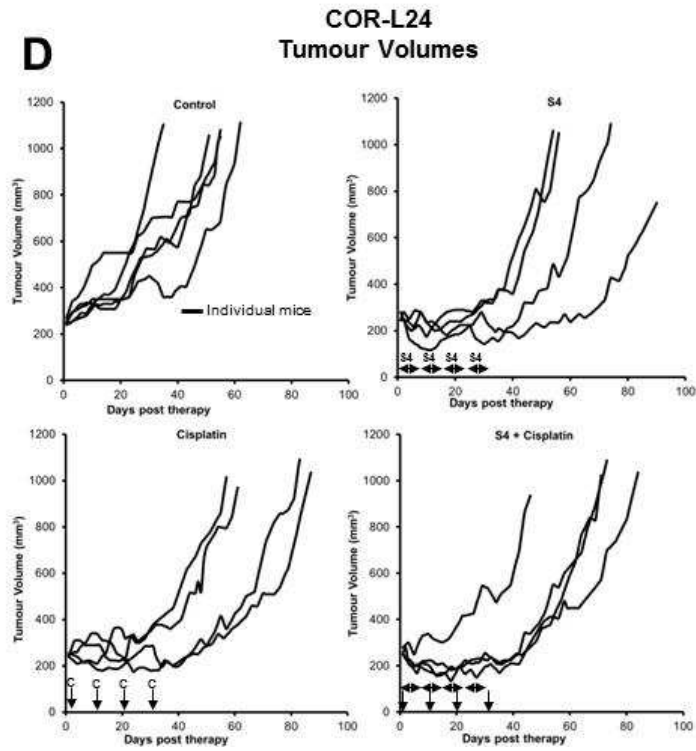 COR-L24
Tumour Volumes
D
Control
Tumour Volume (mm³)
1200
1000
800
600
400
200
0
Individual mice
0 20 40 60 80 100
Days post therapy
S4
Tumour Volume (mm³)
1200
1000
800
600
400
200
0
S4 S4 S4 S4
0 20 40 60 80 100
Days post therapy
Cisplatin
Tumour Volume (mm³)
1200
1000
800
600
400
200
0
C C C C
0 20 40 60 80 100
Days post therapy
S4 + Cisplatin
Tumour Volume (mm³)
1200
1000
800
600
400
200
0
0 20 40 60 80 100
Days post therapy